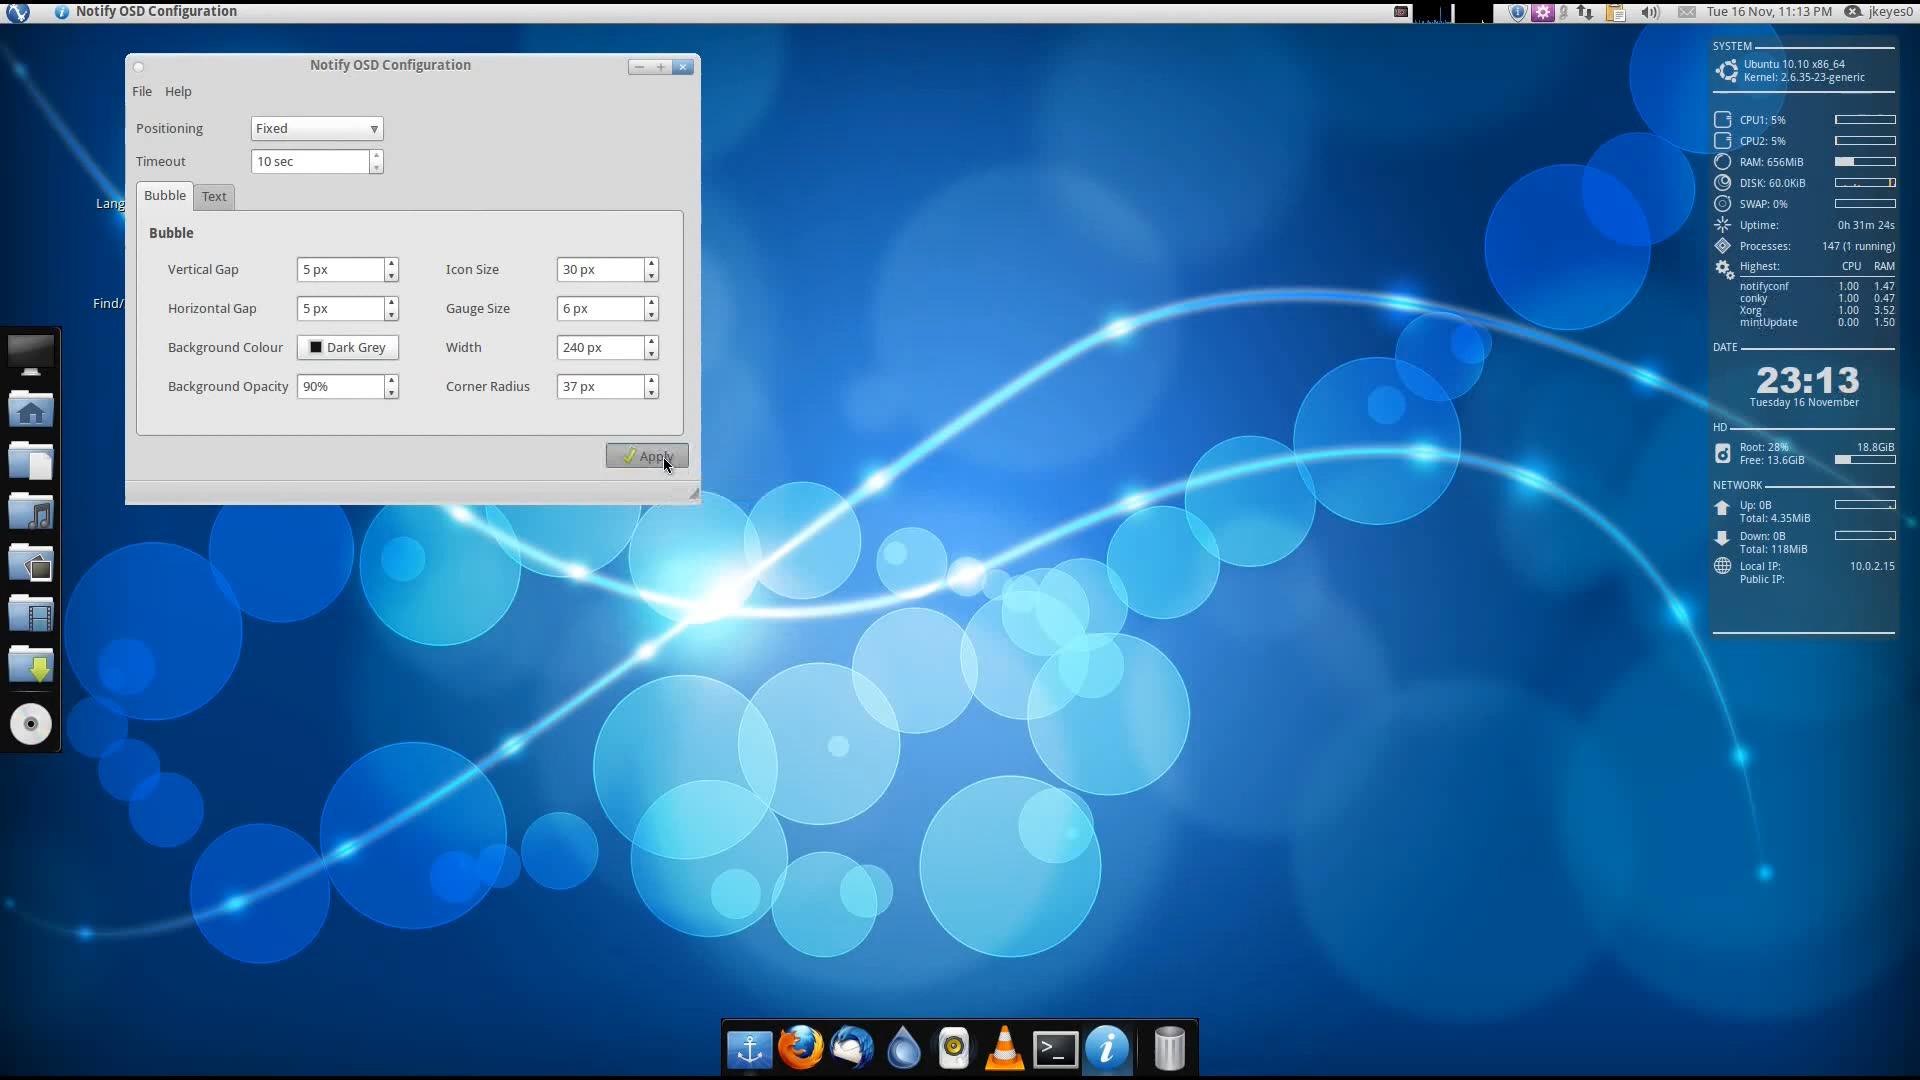 Notify OSD Configuration
Tue 16 Nov, 11:13 PM
jkeyes0
Notify OSD Configuration
File Help
Positioning Fixed
Timeout 10 sec
Bubble Text
Bubble
Vertical Gap 5 px Icon Size 30 px
Horizontal Gap 5 px Gauge Size 6 px
Background Colour Dark Grey Width 240 px
Background Opacity 90% Corner Radius 37 px
Apply
Lang
Find/
SYSTEM
Ubuntu 10.10 x86_64
Kernel: 2.6.35-23-generic
CPU1: 5%
CPU2: 5%
RAM: 656MiB
DISK: 60.0KiB
SWAP: 0%
Uptime: 0h 31m 24s
Processes: 147 (1 running)
Highest: CPU RAM
notifyconf 1.00 1.47
conky 1.00 0.47
Xorg 1.00 3.52
mintUpdate 0.00 1.50
DATE
23:13
Tuesday 16 November
HD
Root: 28% 18.8GiB
Free: 13.6GiB
NETWORK
Up: 0B
Total: 4.35MiB
Down: 0B
Total: 118MiB
Local IP: 10.0.2.15
Public IP: